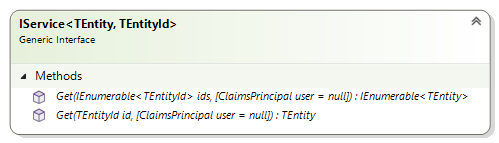 IService<TEntity, TEntityId>
Generic Interface
Methods
Get(IEnumerable<TEntityId> ids, [ClaimsPrincipal user = null]) : IEnumerable<TEntity>
Get(TEntityId id, [ClaimsPrincipal user = null]) : TEntity